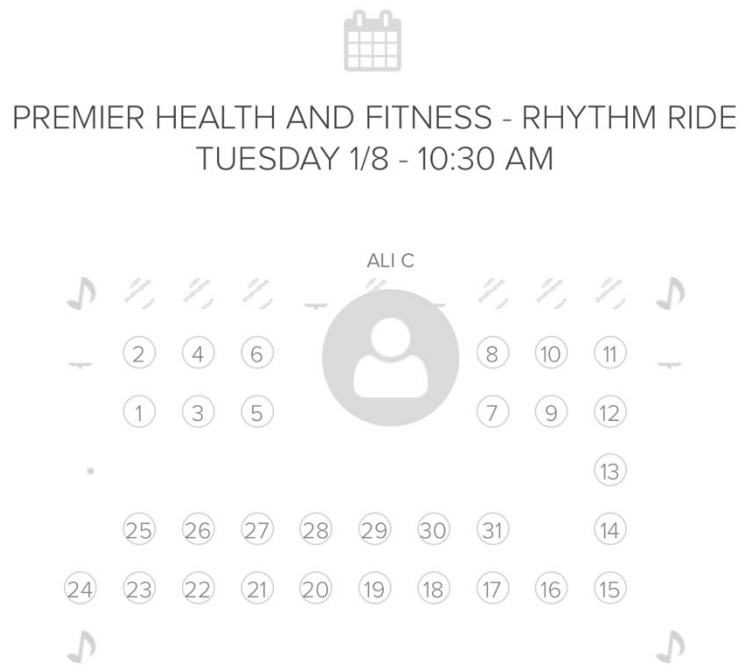 PREMIER HEALTH AND FITNESS - RHYTHM RIDE
TUESDAY 1/8 - 10:30 AM
ALI C
2 4 6 8 10 11
1 3 5 7 9 12
13
25 26 27 28 29 30 31 14
24 23 22 21 20 19 18 17 16 15